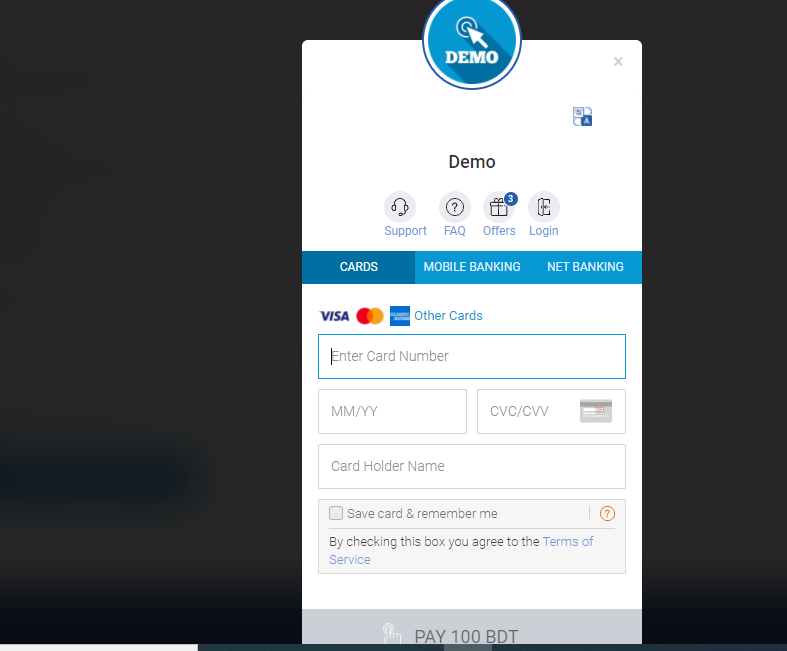 DEMO
×
A
Demo
3
Support FAQ Offers Login
CARDS MOBILE BANKING NET BANKING
VISA Other Cards
Enter Card Number
MM/YY CVC/CVV
Card Holder Name
Save card & remember me ?
By checking this box you agree to the Terms of
Service
PAY 100 BDT